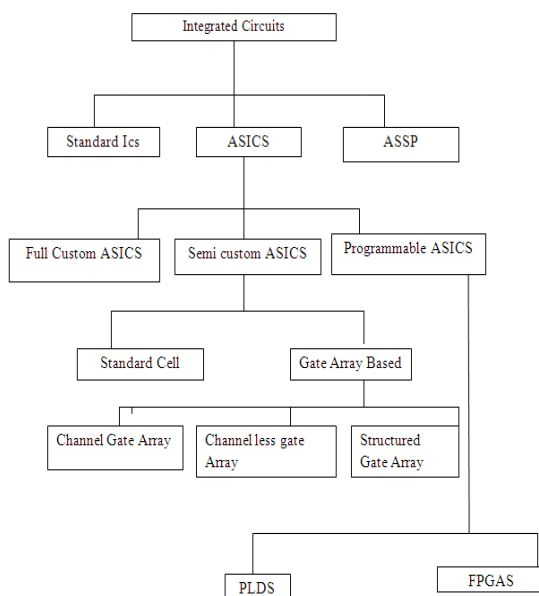 Integrated Circuits
Standard Ics
ASICS
ASSP
Full Custom ASICS
Semi custom ASICS
Programmable ASICS
Standard Cell
Gate Array Based
Channel Gate Array
Channel less gate
Array
Structured
Gate Array
PLDS
FPGAS